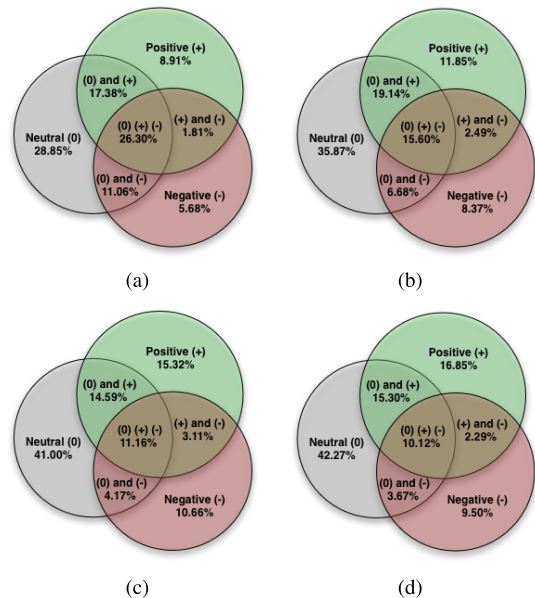 Positive (+)
8.91%
(0) and (+)
17.38%
Neutral (0)
28.85%
(0) (+) (-)
26.30%
(+) and (-)
1.81%
(0) and (-)
11.06%
Negative (-)
5.68%
(a)
Positive (+)
11.85%
(0) and (+)
19.14%
Neutral (0)
35.87%
(0) (+) (-)
15.60%
(+) and (-)
2.49%
(0) and (-)
6.68%
Negative (-)
8.37%
(b)
Positive (+)
15.32%
(0) and (+)
14.59%
Neutral (0)
41.00%
(0) (+) (-)
11.16%
(+) and (-)
3.11%
(0) and (-)
4.17%
Negative (-)
10.66%
(c)
Positive (+)
16.85%
(0) and (+)
15.30%
Neutral (0)
42.27%
(0) (+) (-)
10.12%
(+) and (-)
2.29%
(0) and (-)
3.67%
Negative (-)
9.50%
(d)